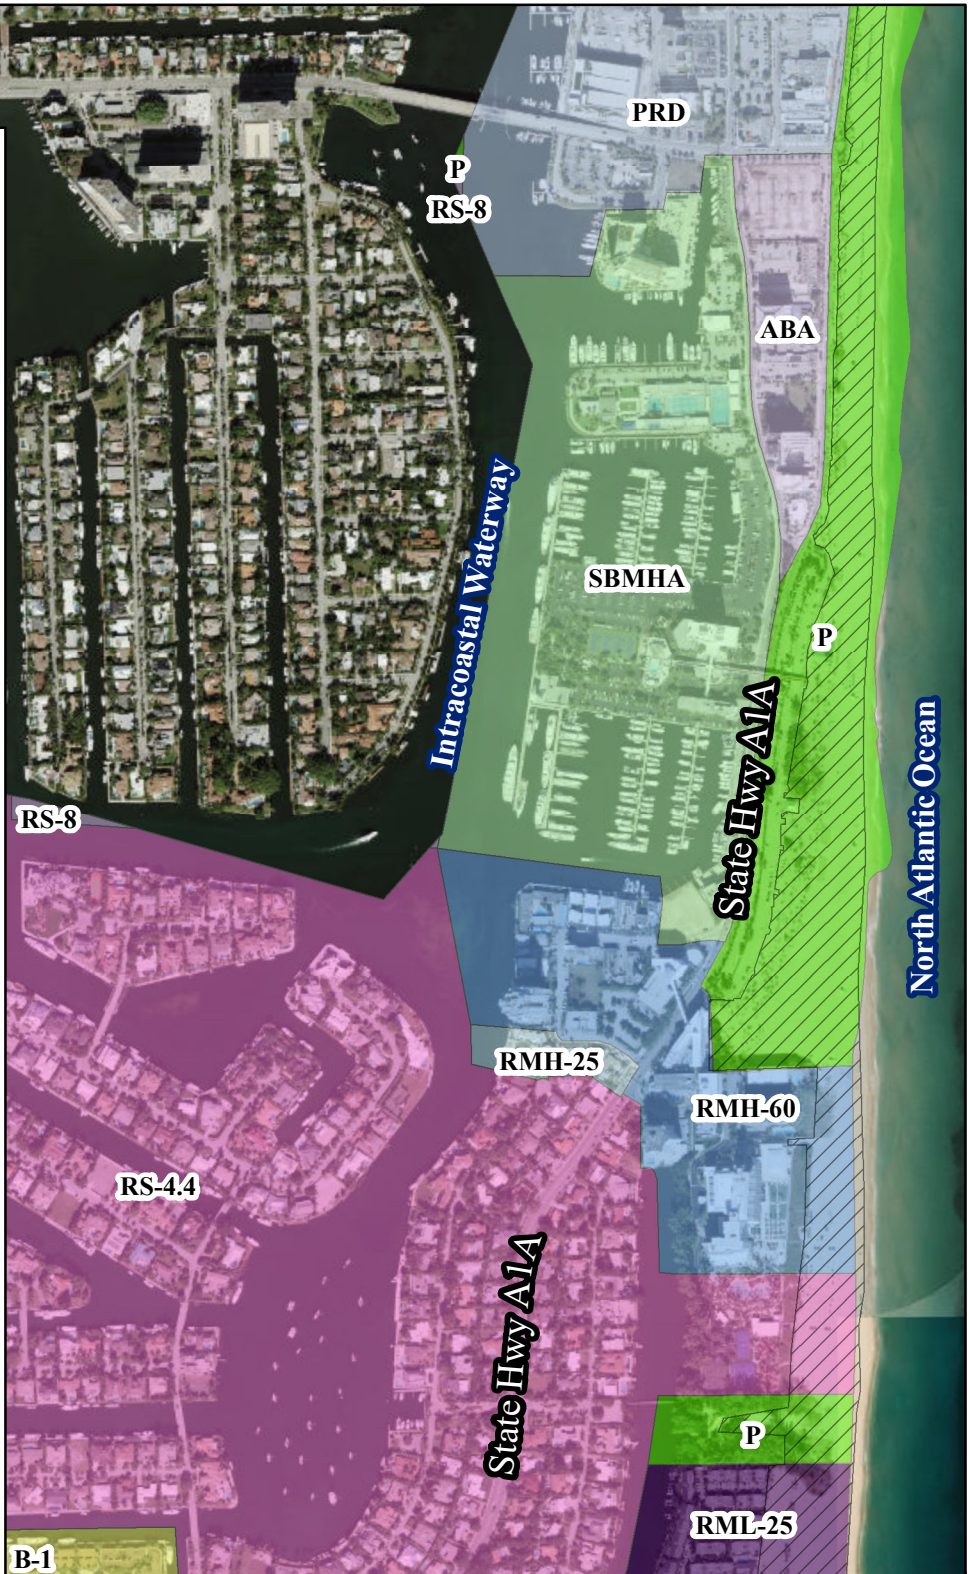 PRD
P
RS-8
ABA
Intracoastal Waterway
SBMHA
P
State Hwy A1A
North Atlantic Ocean
RS-8
RMH-25
RMH-60
RS-4.4
State Hwy A1A
P
RML-25
B-1